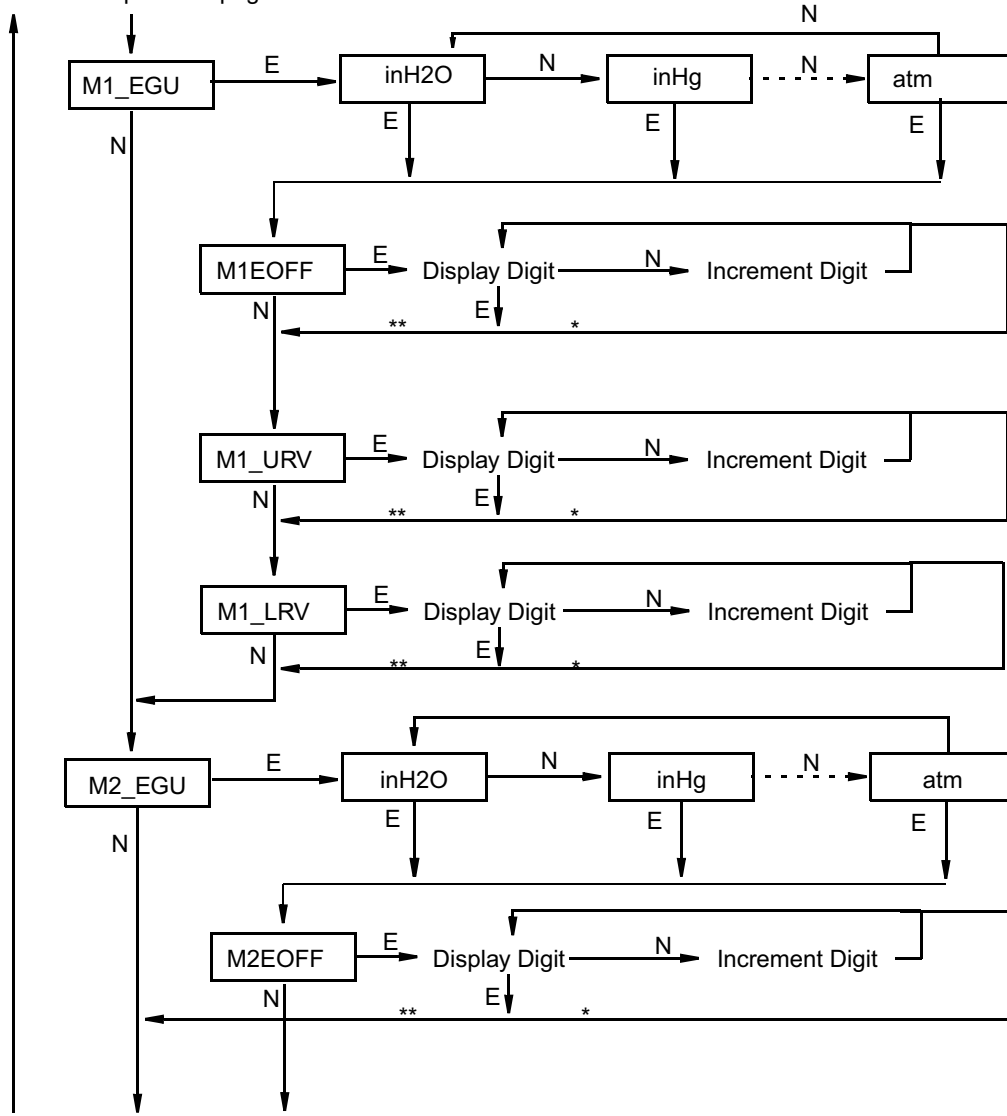 N
M1_EGU E inH2O N inHg N atm
N E E E
M1EOFF E Display Digit N Increment Digit
N E
** *
M1_URV E Display Digit N Increment Digit
N E
** *
M1_LRV E Display Digit N Increment Digit
N E
** *
M2_EGU E inH2O N inHg N atm
N E E E
M2EOFF E Display Digit N Increment Digit
N E
** *